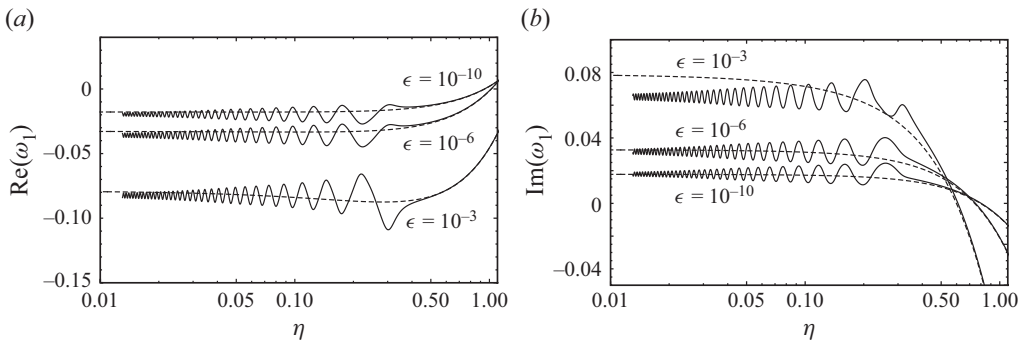 (a)
0
−0.05
−0.10
−0.15
Re(ω₁)
ϵ = 10⁻¹⁰
ϵ = 10⁻⁶
ϵ = 10⁻³
0.01 0.05 0.10 0.50 1.00
η
(b)
0.08
0.04
0
−0.04
Im(ω₁)
ϵ = 10⁻³
ϵ = 10⁻⁶
ϵ = 10⁻¹⁰
0.01 0.05 0.10 0.50 1.00
η